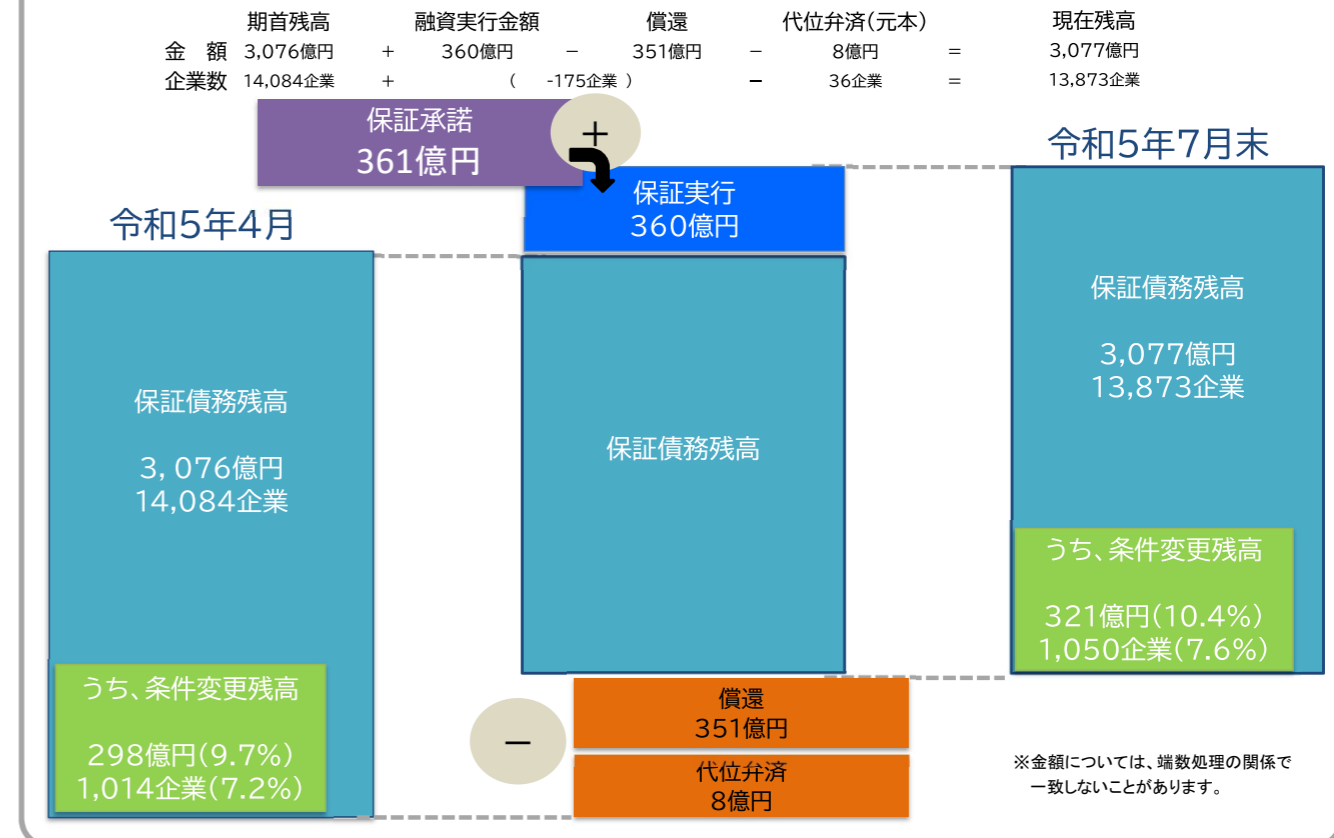 期首残高 融資実行金額 償還 代位弁済(元本) 現在残高
金 額 3,076億円 + 360億円 − 351億円 − 8億円 = 3,077億円
企業数 14,084企業 + ( -175企業 ) − 36企業 = 13,873企業
保証承諾
361億円
+
令和5年7月末
保証実行
360億円
令和5年4月
保証債務残高
3,077億円
13,873企業
保証債務残高
3,076億円
14,084企業
保証債務残高
うち、条件変更残高
321億円(10.4%)
1,050企業(7.6%)
うち、条件変更残高
298億円(9.7%)
1,014企業(7.2%)
−
償還
351億円
代位弁済
8億円
※金額については、端数処理の関係で
一致しないことがあります。